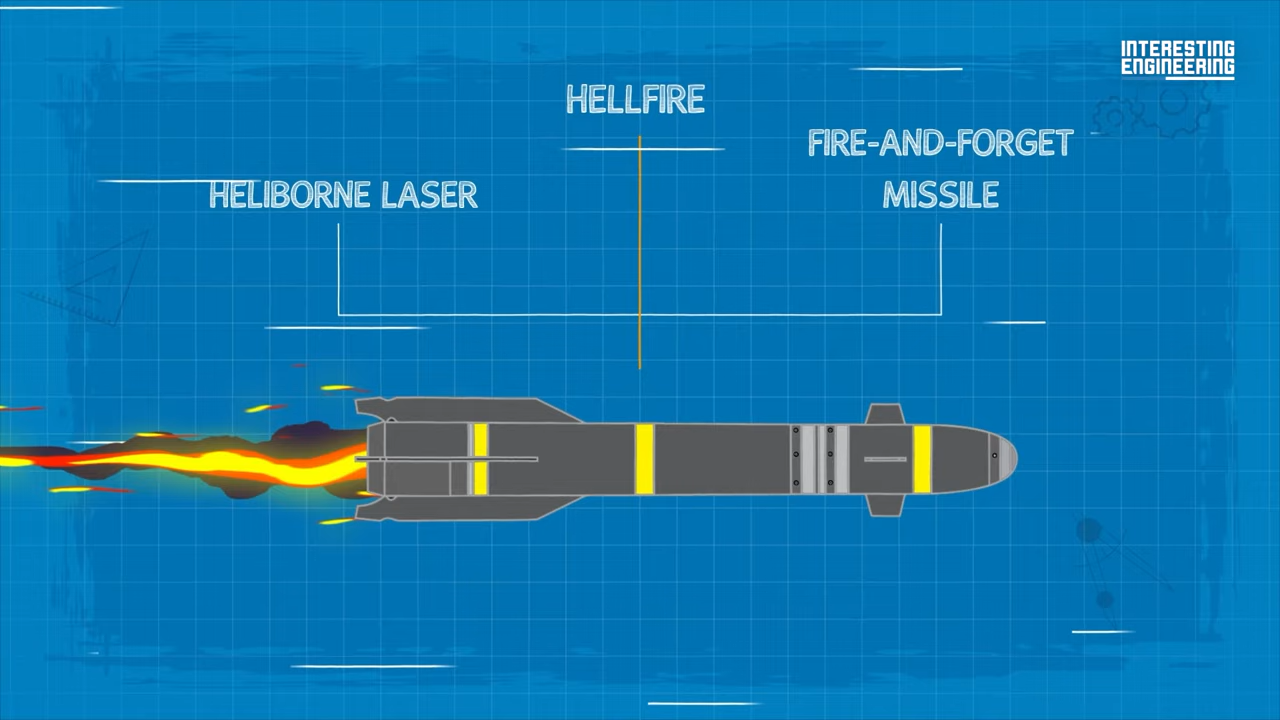 INTERESTING
ENGINEERING
HELLFIRE
HELIBORNE LASER
FIRE-AND-FORGET
MISSILE